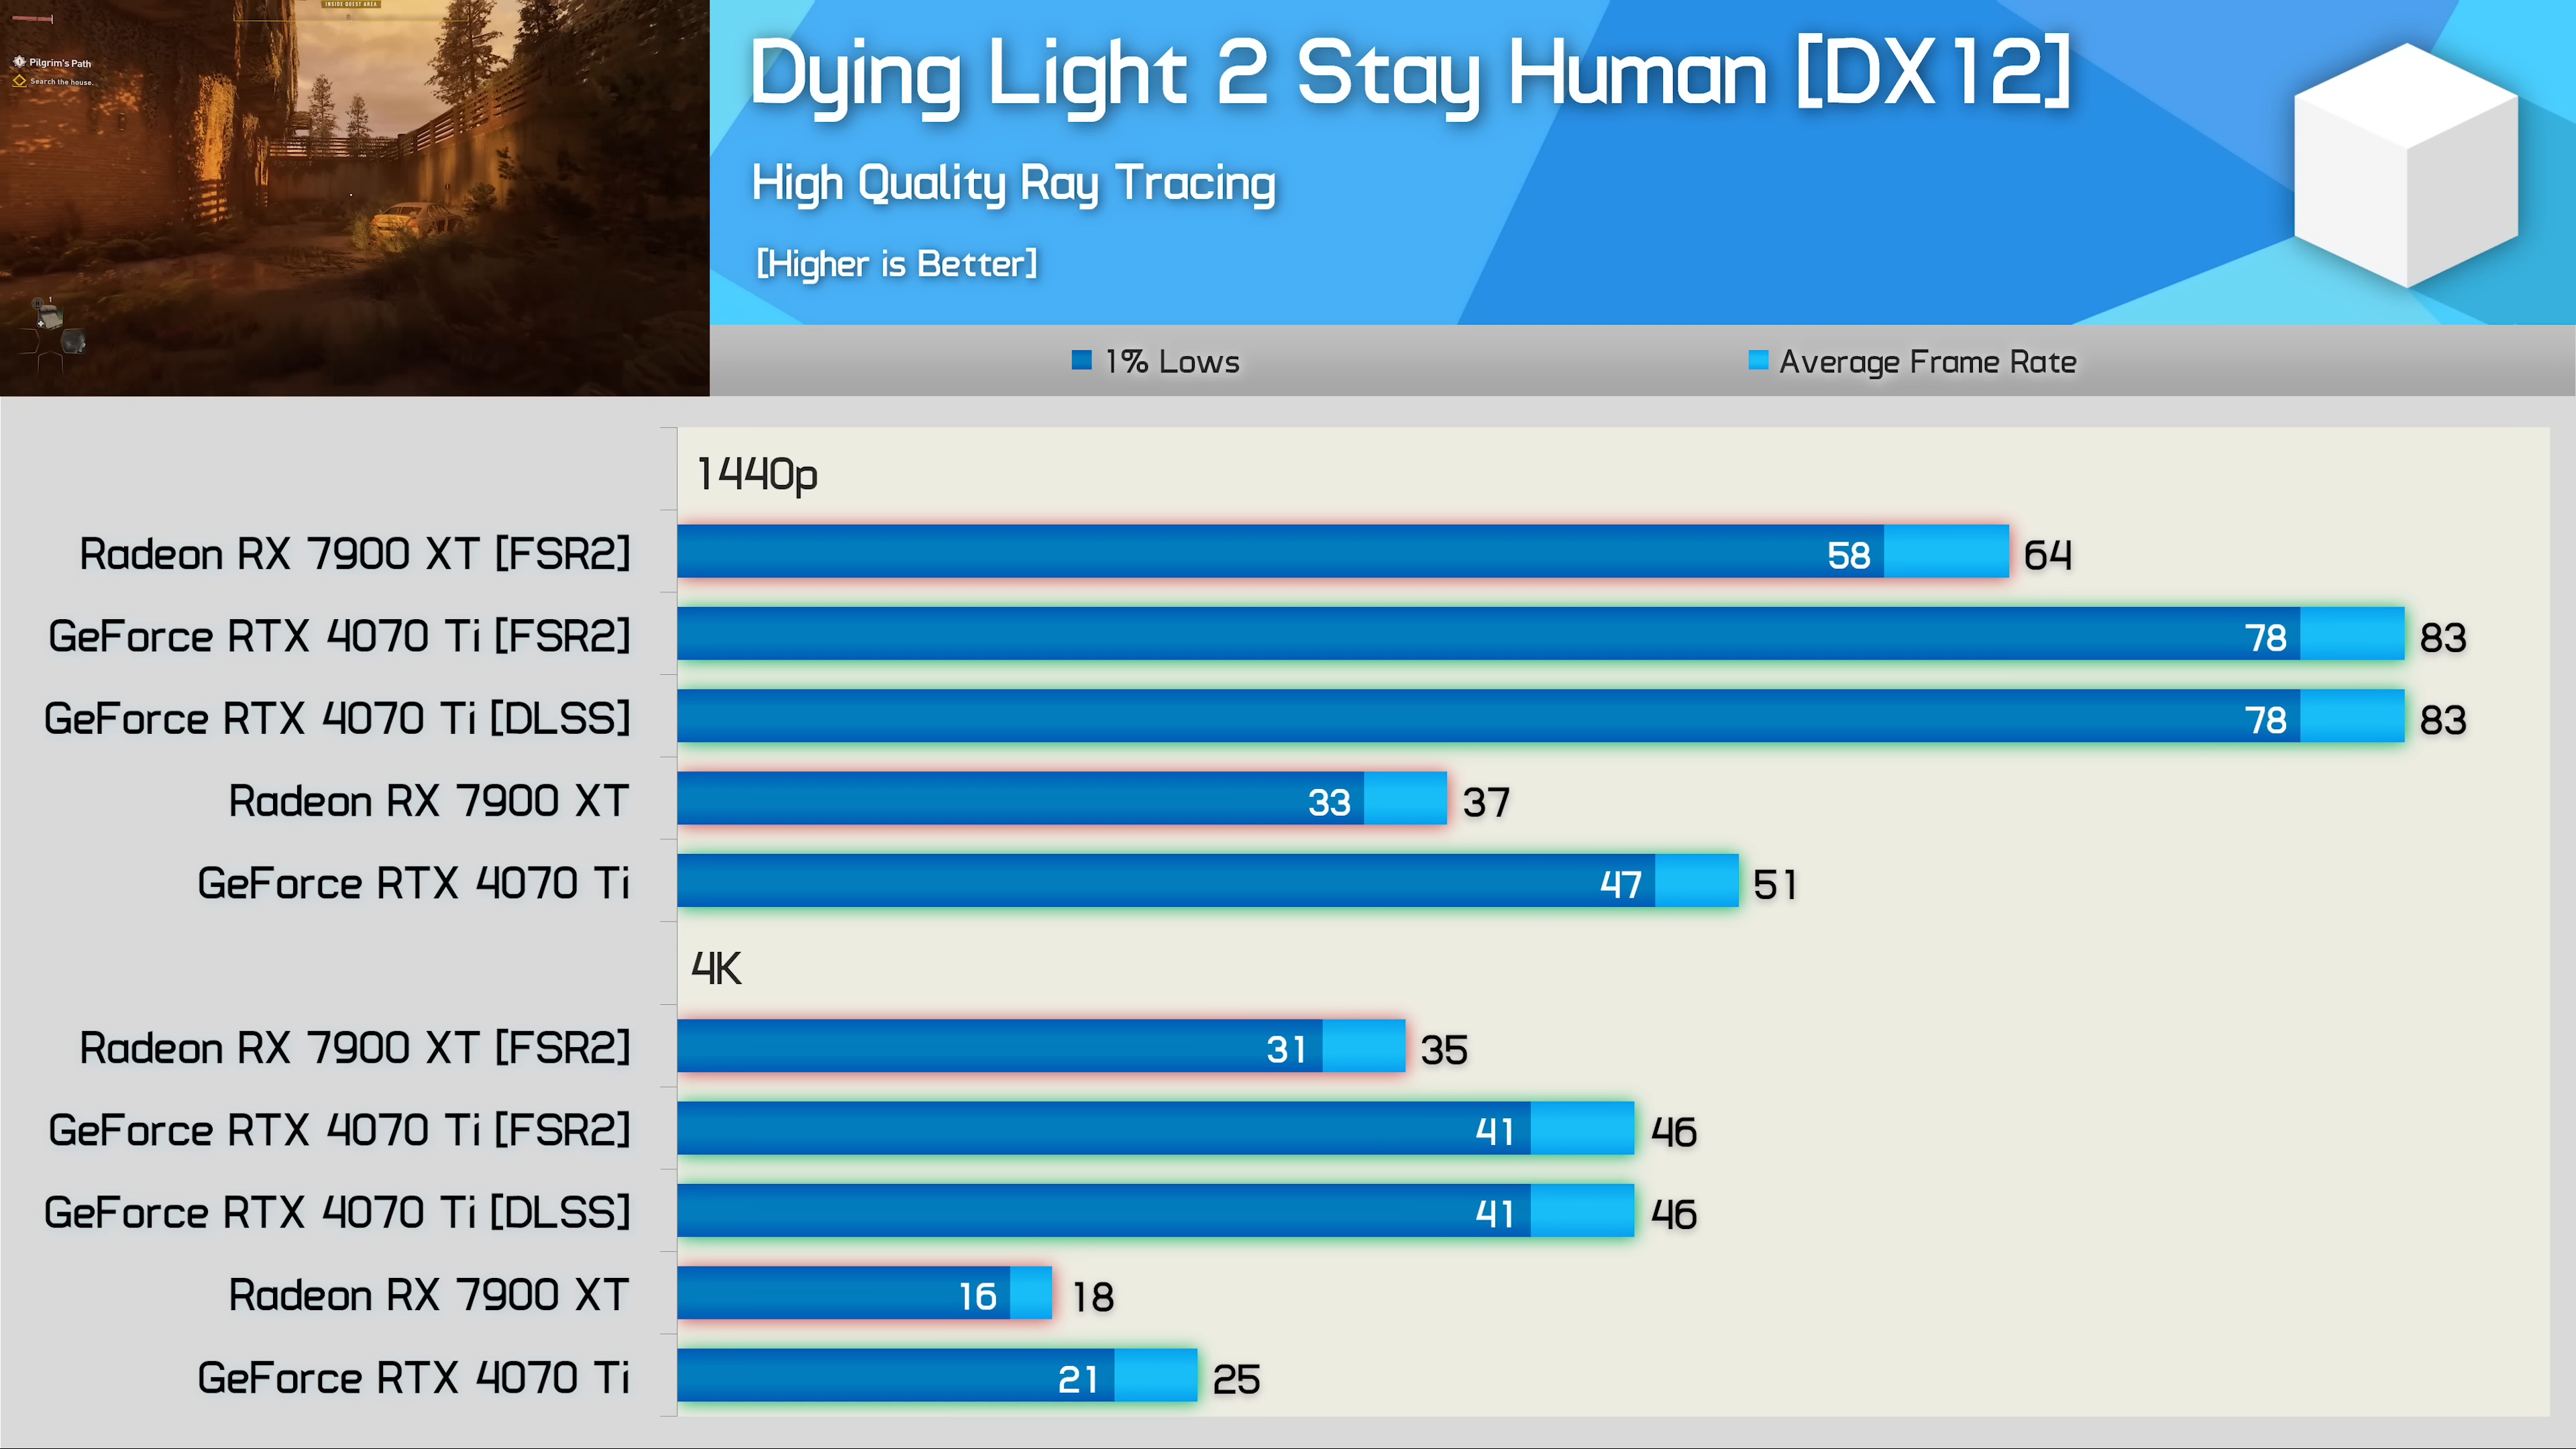 INSIDE QUEST AREA
Pilgrim's Path
Search the house.
1
Dying Light 2 Stay Human [DX12]
High Quality Ray Tracing
[Higher is Better]
1% Lows
Average Frame Rate
1440p
Radeon RX 7900 XT [FSR2] 58 64
GeForce RTX 4070 Ti [FSR2] 78 83
GeForce RTX 4070 Ti [DLSS] 78 83
Radeon RX 7900 XT 33 37
GeForce RTX 4070 Ti 47 51
4K
Radeon RX 7900 XT [FSR2] 31 35
GeForce RTX 4070 Ti [FSR2] 41 46
GeForce RTX 4070 Ti [DLSS] 41 46
Radeon RX 7900 XT 16 18
GeForce RTX 4070 Ti 21 25